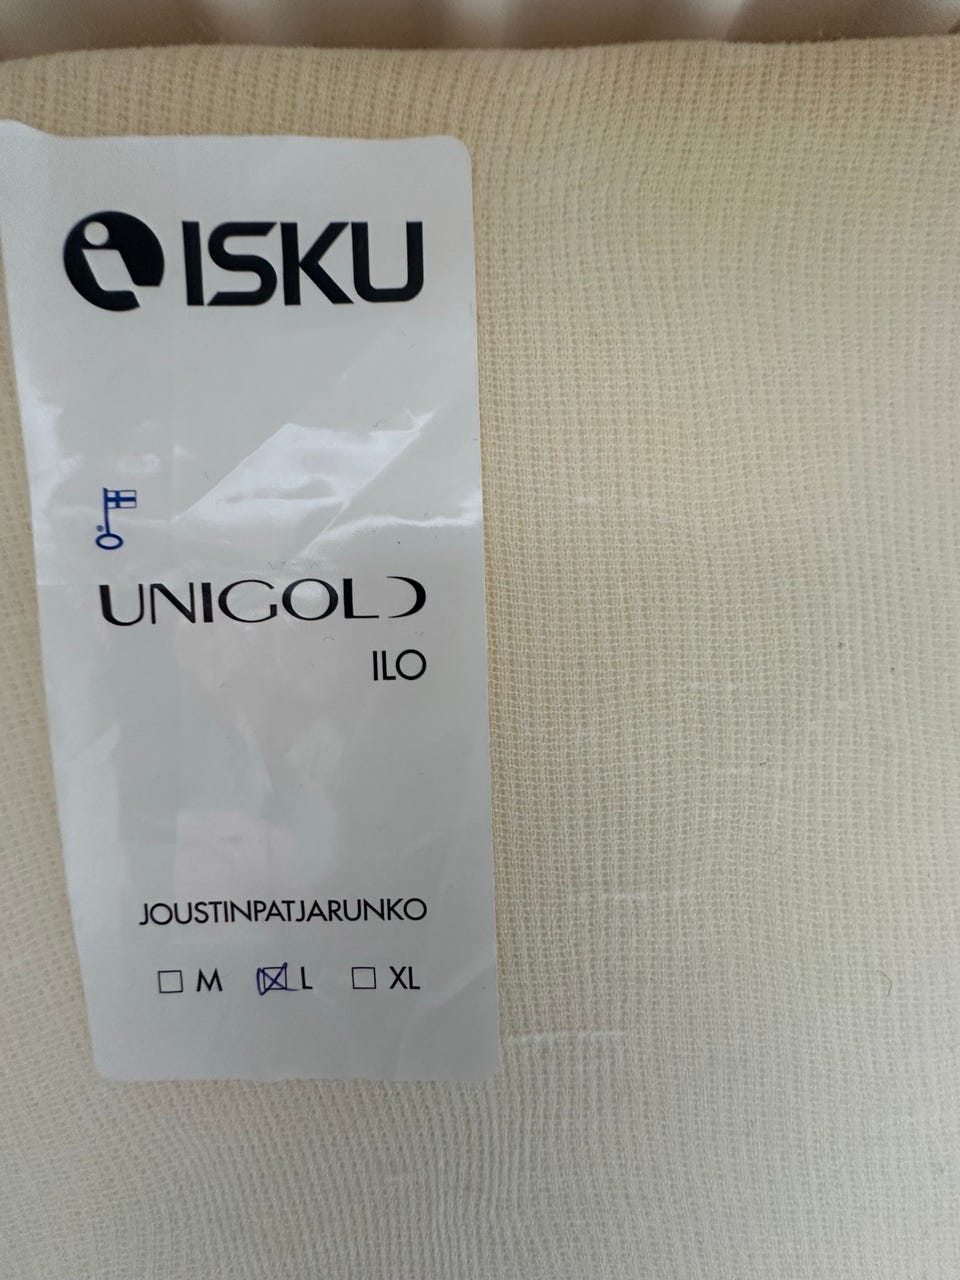 ISKU
UNIGOLD
ILO
JOUSTINPATJARUNKO
M L XL